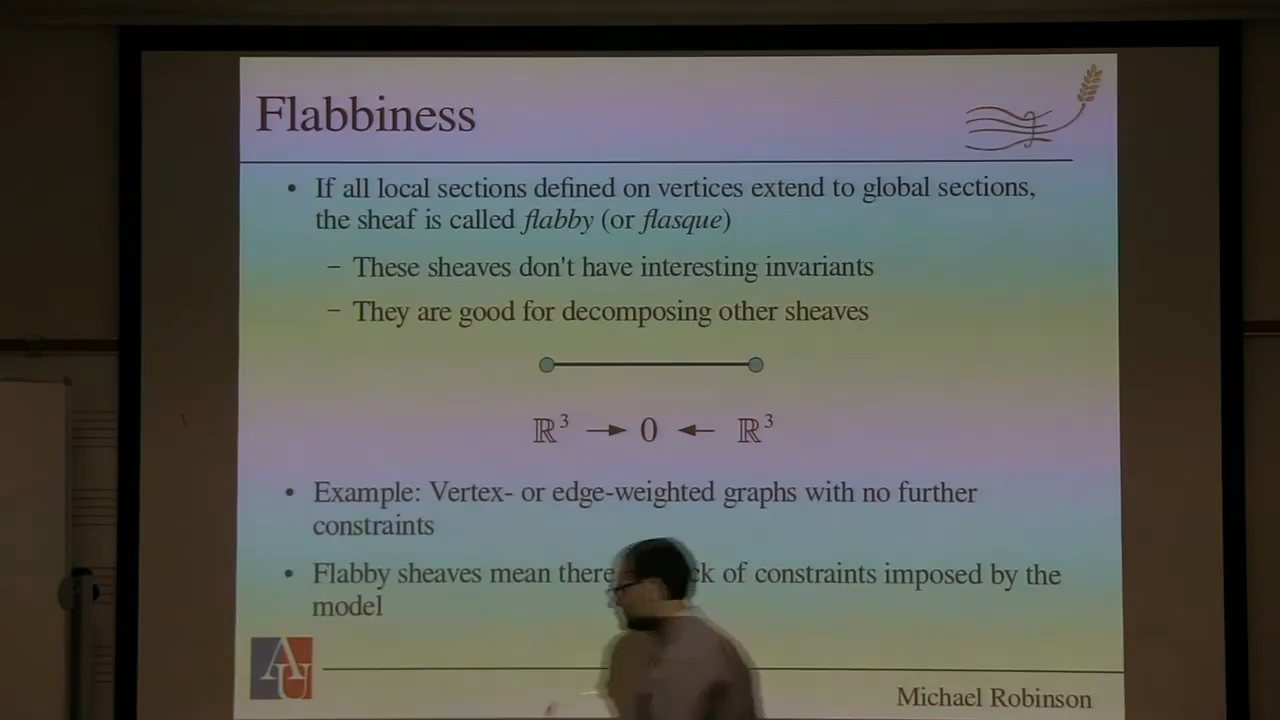 Flabbiness
• If all local sections defined on vertices extend to global sections,
the sheaf is called flabby (or flasque)
– These sheaves don't have interesting invariants
– They are good for decomposing other sheaves
ℝ³ → 0 ← ℝ³
• Example: Vertex- or edge-weighted graphs with no further
constraints
• Flabby sheaves mean there ck of constraints imposed by the
model
AU
Michael Robinson